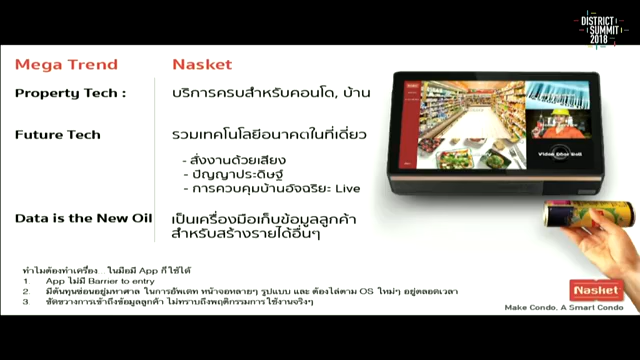 DISTRICT
SUMMIT
2018
Mega Trend
Nasket
Property Tech :
บริการครบสำหรับคอนโด, บ้าน
Future Tech
รวมเทคโนโลยีอนาคตในที่เดี่ยว
- สั่งงานด้วยเสียง
- ปัญญาประดิษฐ์
- การควบคุมบ้านอัจฉริยะ Live
Data is the New Oil
เป็นเครื่องมือเก็บข้อมูลลูกค้า
สำหรับสร้างรายได้อื่นๆ
Video Door Bell
ทำไมต้องทำเครื่อง ในมือมี App ก็ใช้ได้
1. App ไม่มี Barrier to entry
2. มีต้นทุนซ่อนอยู่มหาศาล ในการอัพเดท หน้าจอหลายๆ รูปแบบ และ ต้องไล่ตาม OS ใหม่ๆ อยู่ตลอดเวลา
3. ขัดขวางการเข้าถึงข้อมูลลูกค้า ไม่ทราบถึงพฤติกรรมการใช้งานจริงๆ
Nasket
Make Condo, A Smart Condo